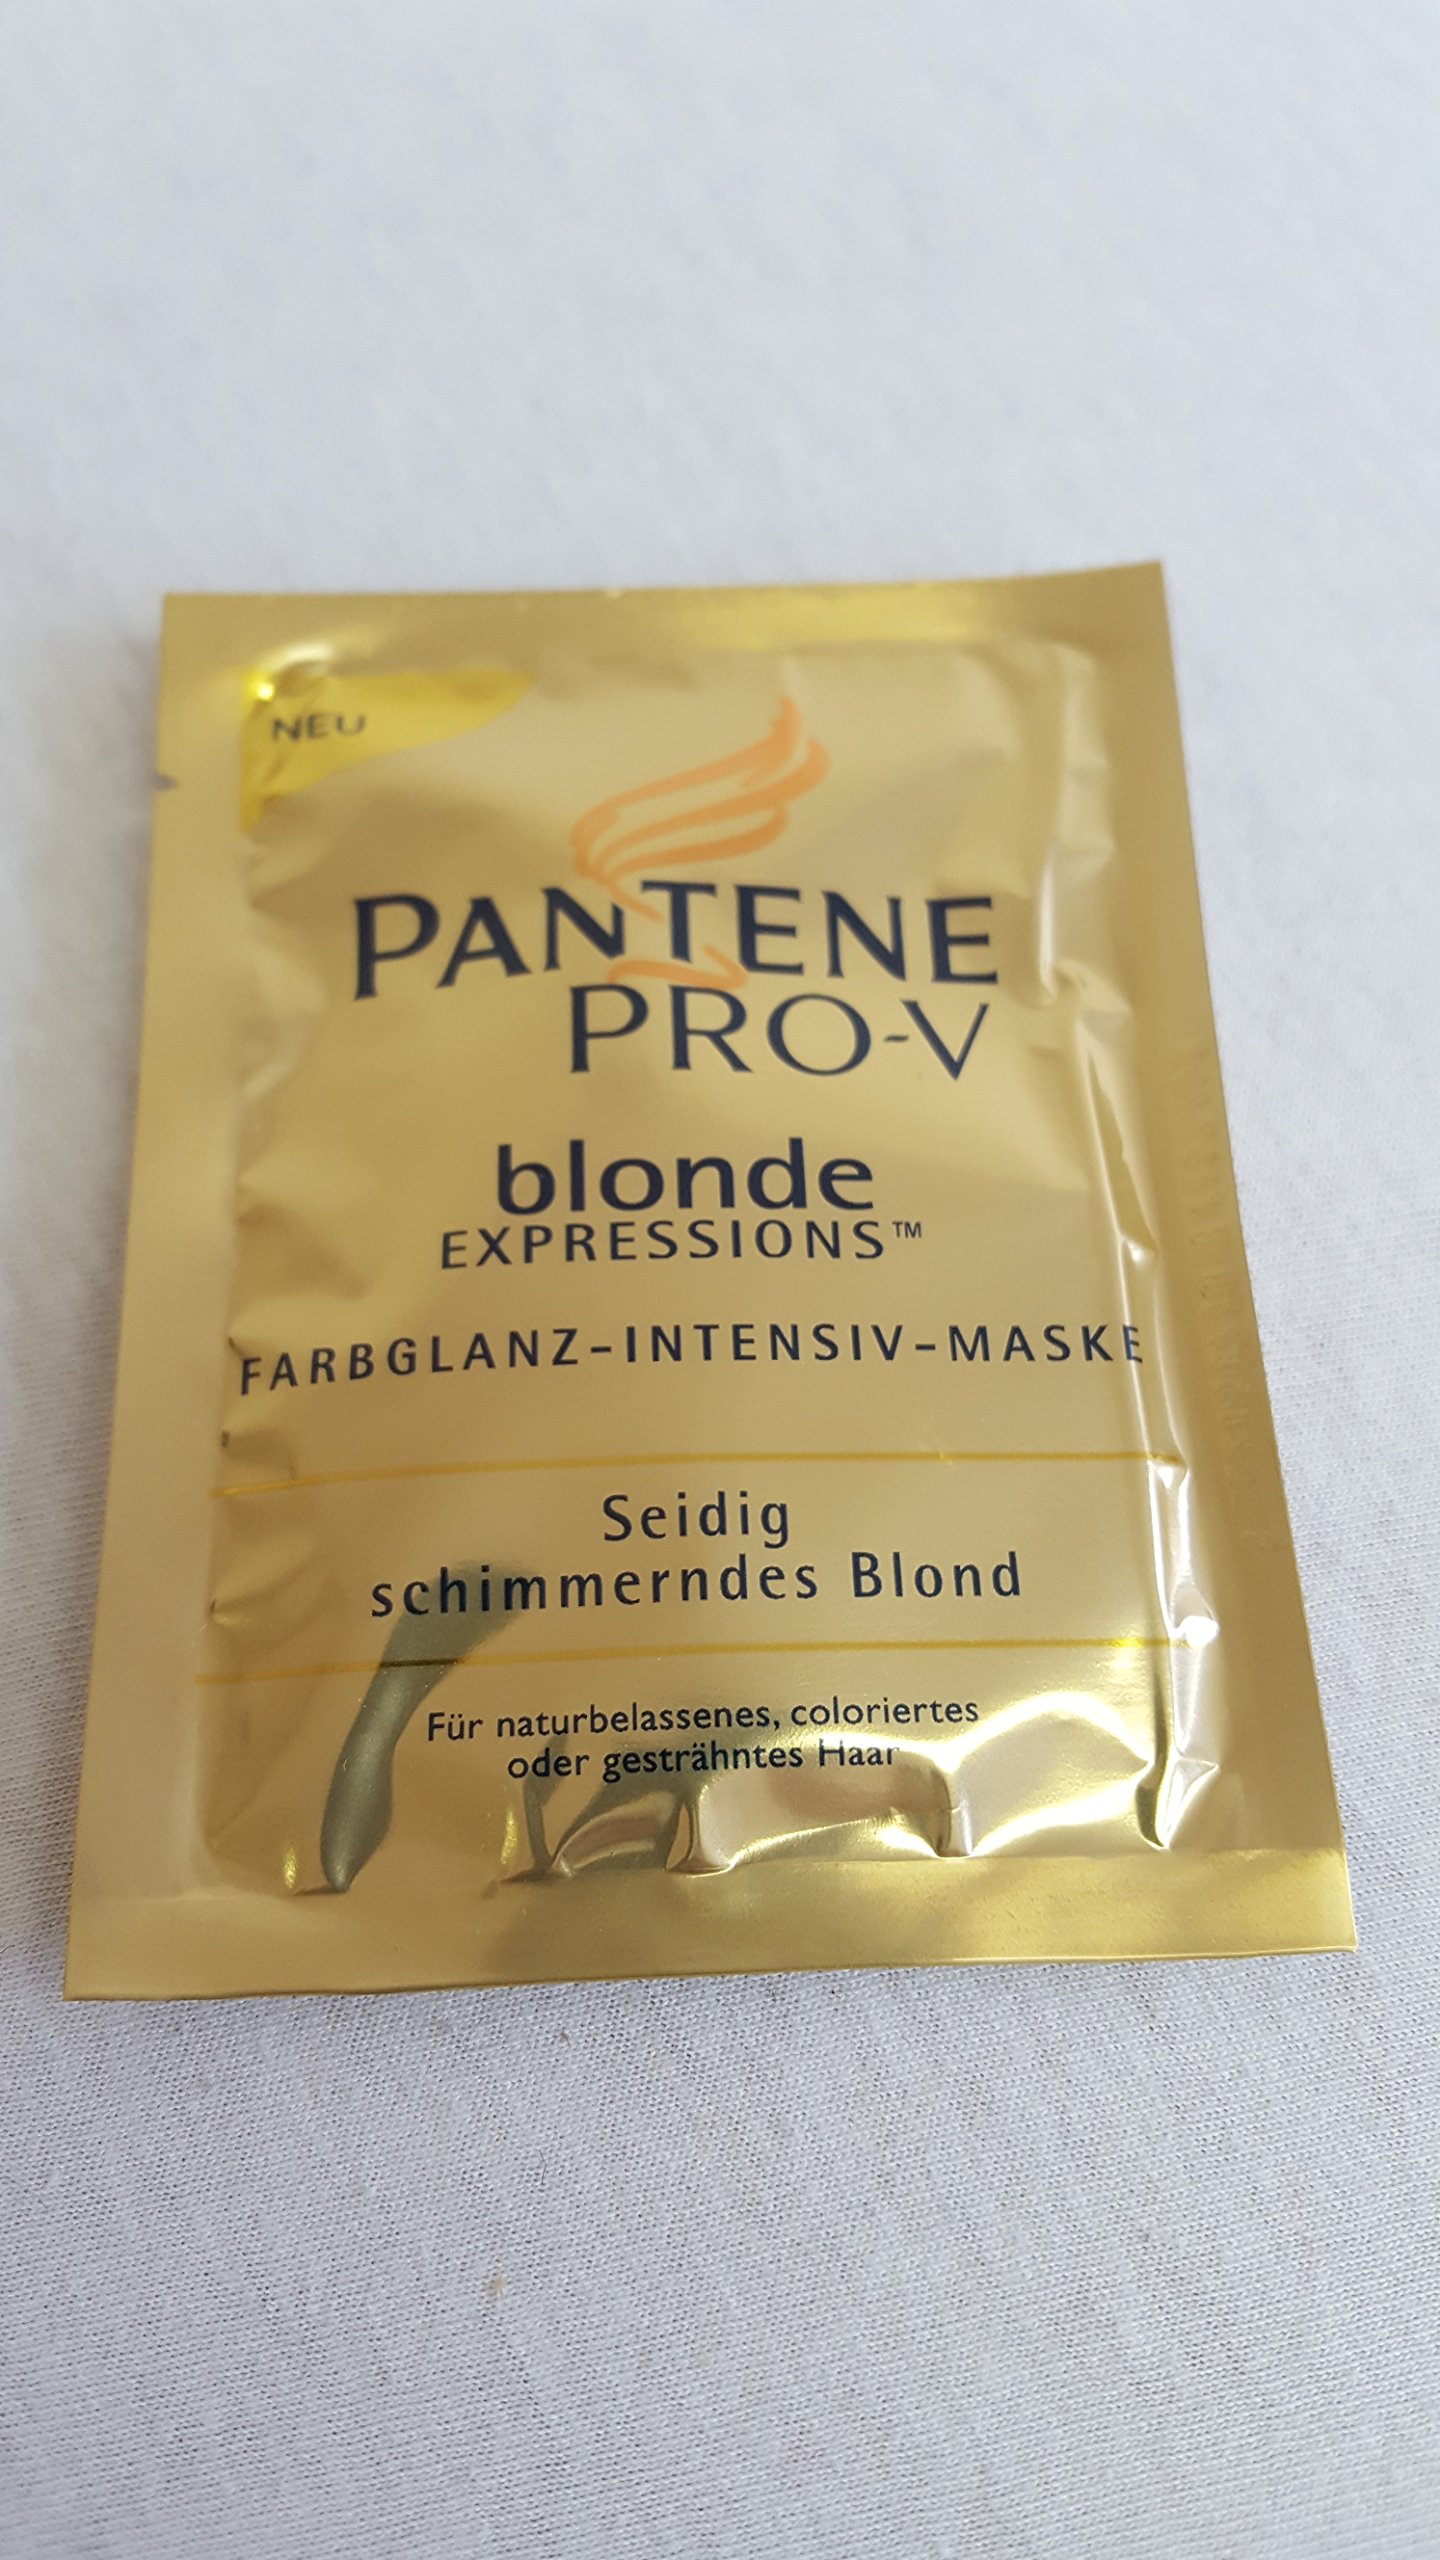 NEU
PANTENE
PRO-V
blonde
EXPRESSIONS™
FARBGLANZ-INTENSIV-MASKE
Seidig
schimmerndes Blond
Für naturbelassenes, coloriertes
oder gesträhntes Haar